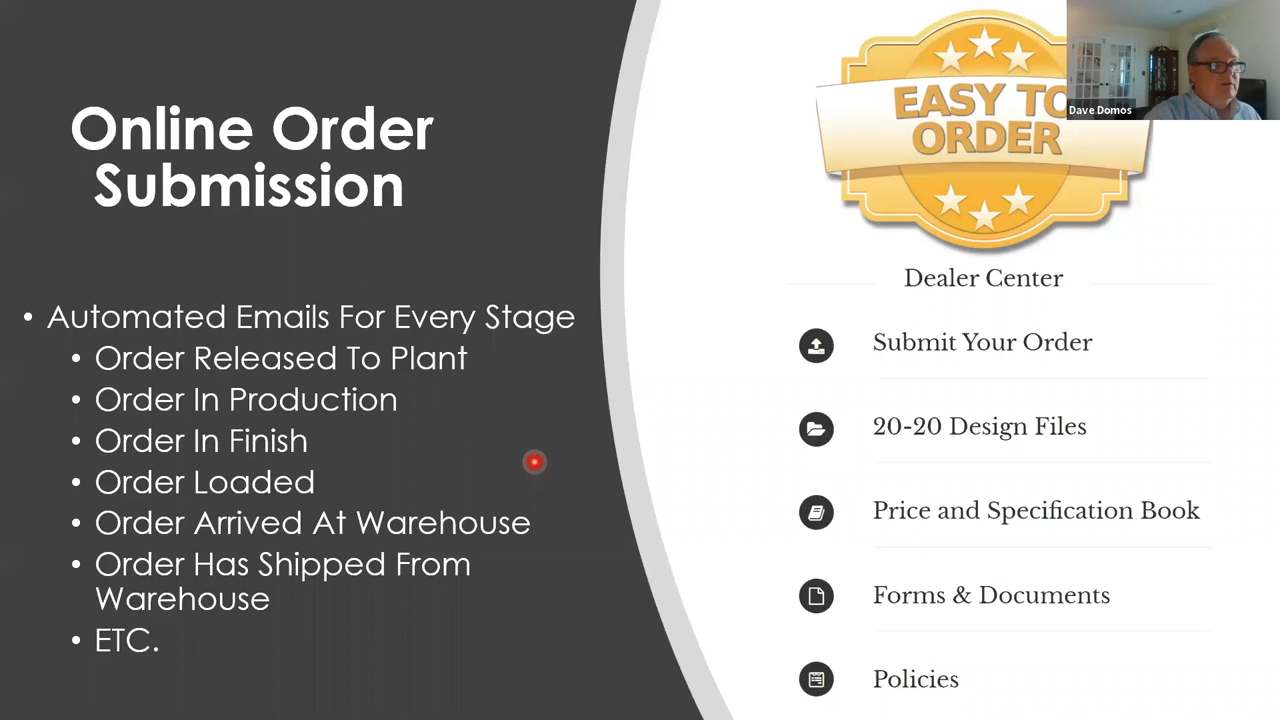 Online Order
Submission
• Automated Emails For Every Stage
• Order Released To Plant
• Order In Production
• Order In Finish
• Order Loaded
• Order Arrived At Warehouse
• Order Has Shipped From
Warehouse
• ETC.
EASY TO
ORDER
Dave Domos
Dealer Center
Submit Your Order
20-20 Design Files
Price and Specification Book
Forms & Documents
Policies